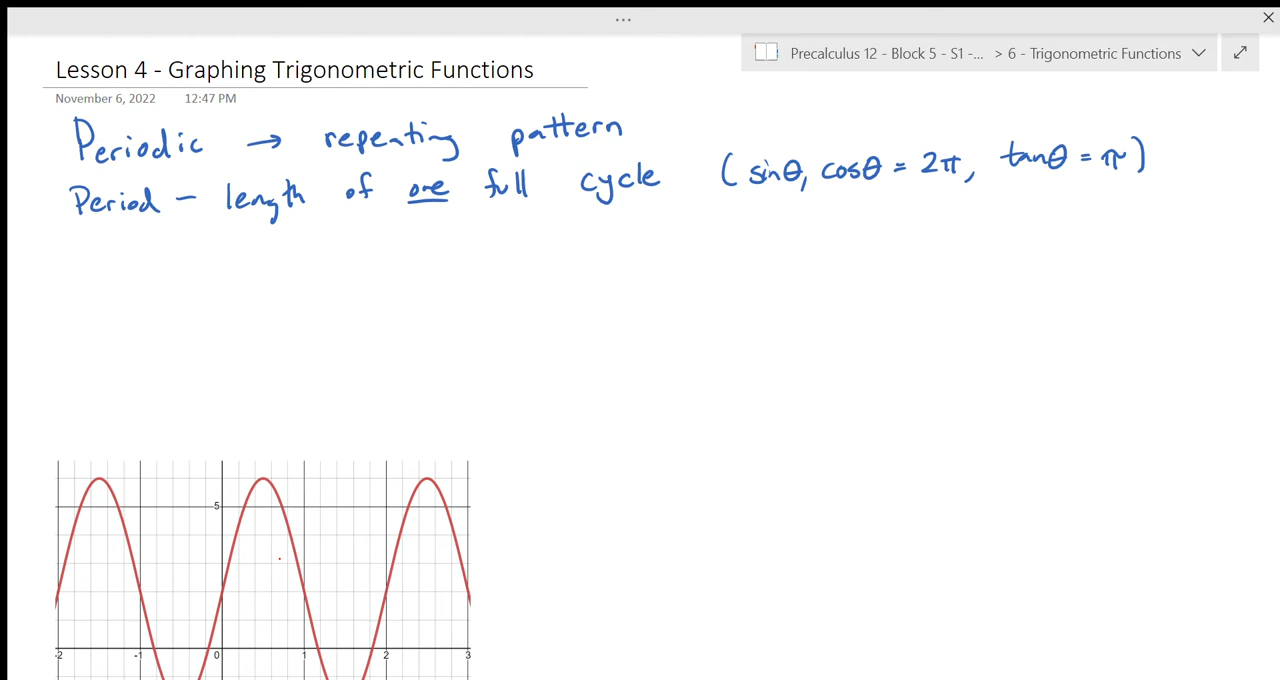 ...
Precalculus 12 - Block 5 - S1 -... > 6 - Trigonometric Functions
Lesson 4 - Graphing Trigonometric Functions
November 6, 2022 12:47 PM
Periodic → repeating pattern
Period - length of one full cycle (sinθ, cosθ = 2π, tanθ = π)
5
-2 -1 0 1 2 3